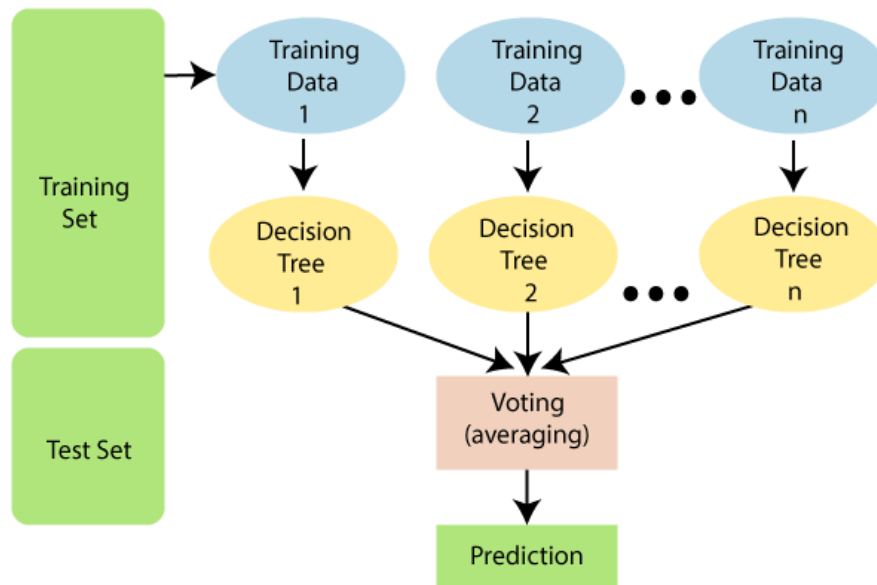 Training
Set
Test Set
Training
Data
1
Training
Data
2
Training
Data
n
Decision
Tree
1
Decision
Tree
2
Decision
Tree
n
Voting
(averaging)
Prediction